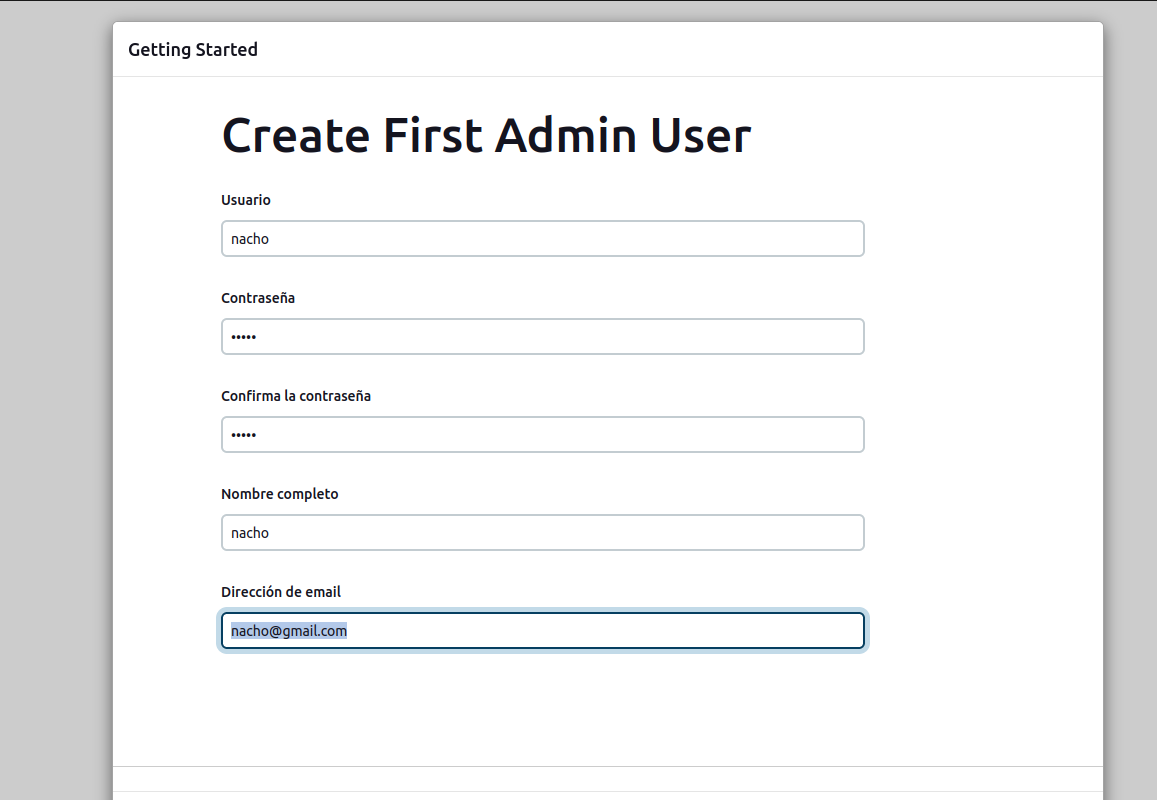 Getting Started
Create First Admin User
Usuario
nacho
Contraseña
•••••
Confirma la contraseña
•••••
Nombre completo
nacho
Dirección de email
nacho@gmail.com